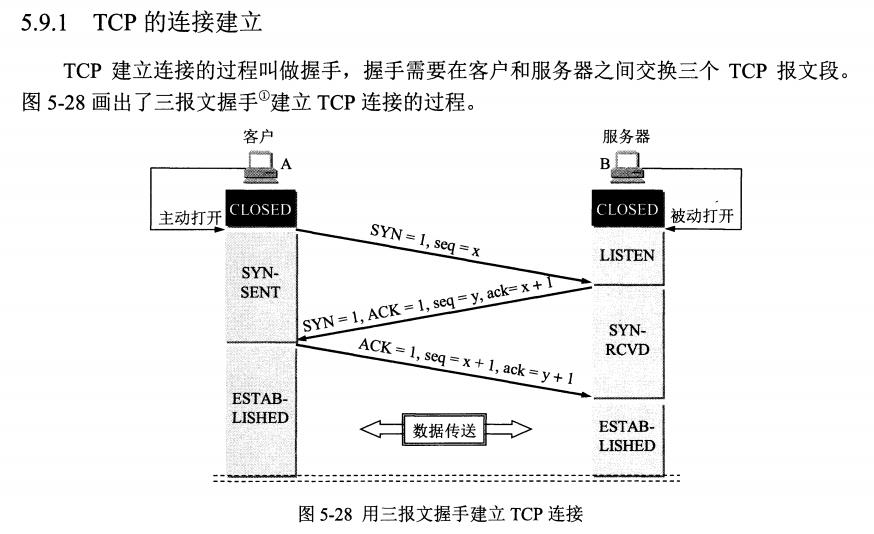 5.9.1 TCP 的连接建立
TCP 建立连接的过程叫做握手，握手需要在客户和服务器之间交换三个 TCP 报文段。
图 5-28 画出了三报文握手①建立 TCP 连接的过程。
客户
服务器
A
B
主动打开
CLOSED
CLOSED
被动打开
SYN = 1, seq = x
LISTEN
SYN-
SENT
SYN = 1, ACK = 1, seq = y, ack= x + 1
SYN-
RCVD
ACK = 1, seq = x + 1, ack = y + 1
ESTAB-
LISHED
数据传送
ESTAB-
LISHED
图 5-28 用三报文握手建立 TCP 连接